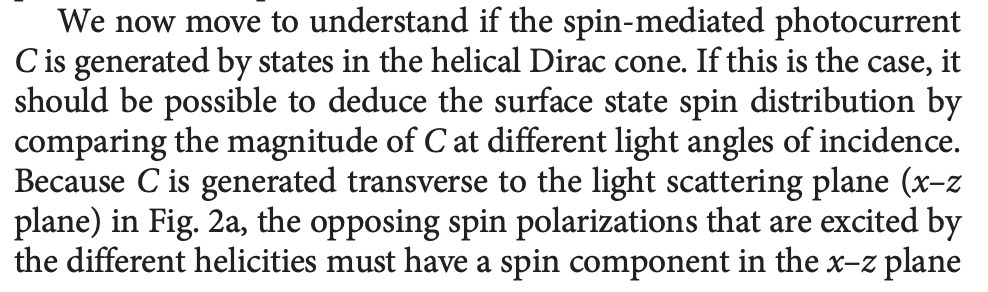 We now move to understand if the spin-mediated photocurrent
C is generated by states in the helical Dirac cone. If this is the case, it
should be possible to deduce the surface state spin distribution by
comparing the magnitude of C at different light angles of incidence.
Because C is generated transverse to the light scattering plane (x–z
plane) in Fig. 2a, the opposing spin polarizations that are excited by
the different helicities must have a spin component in the x–z plane